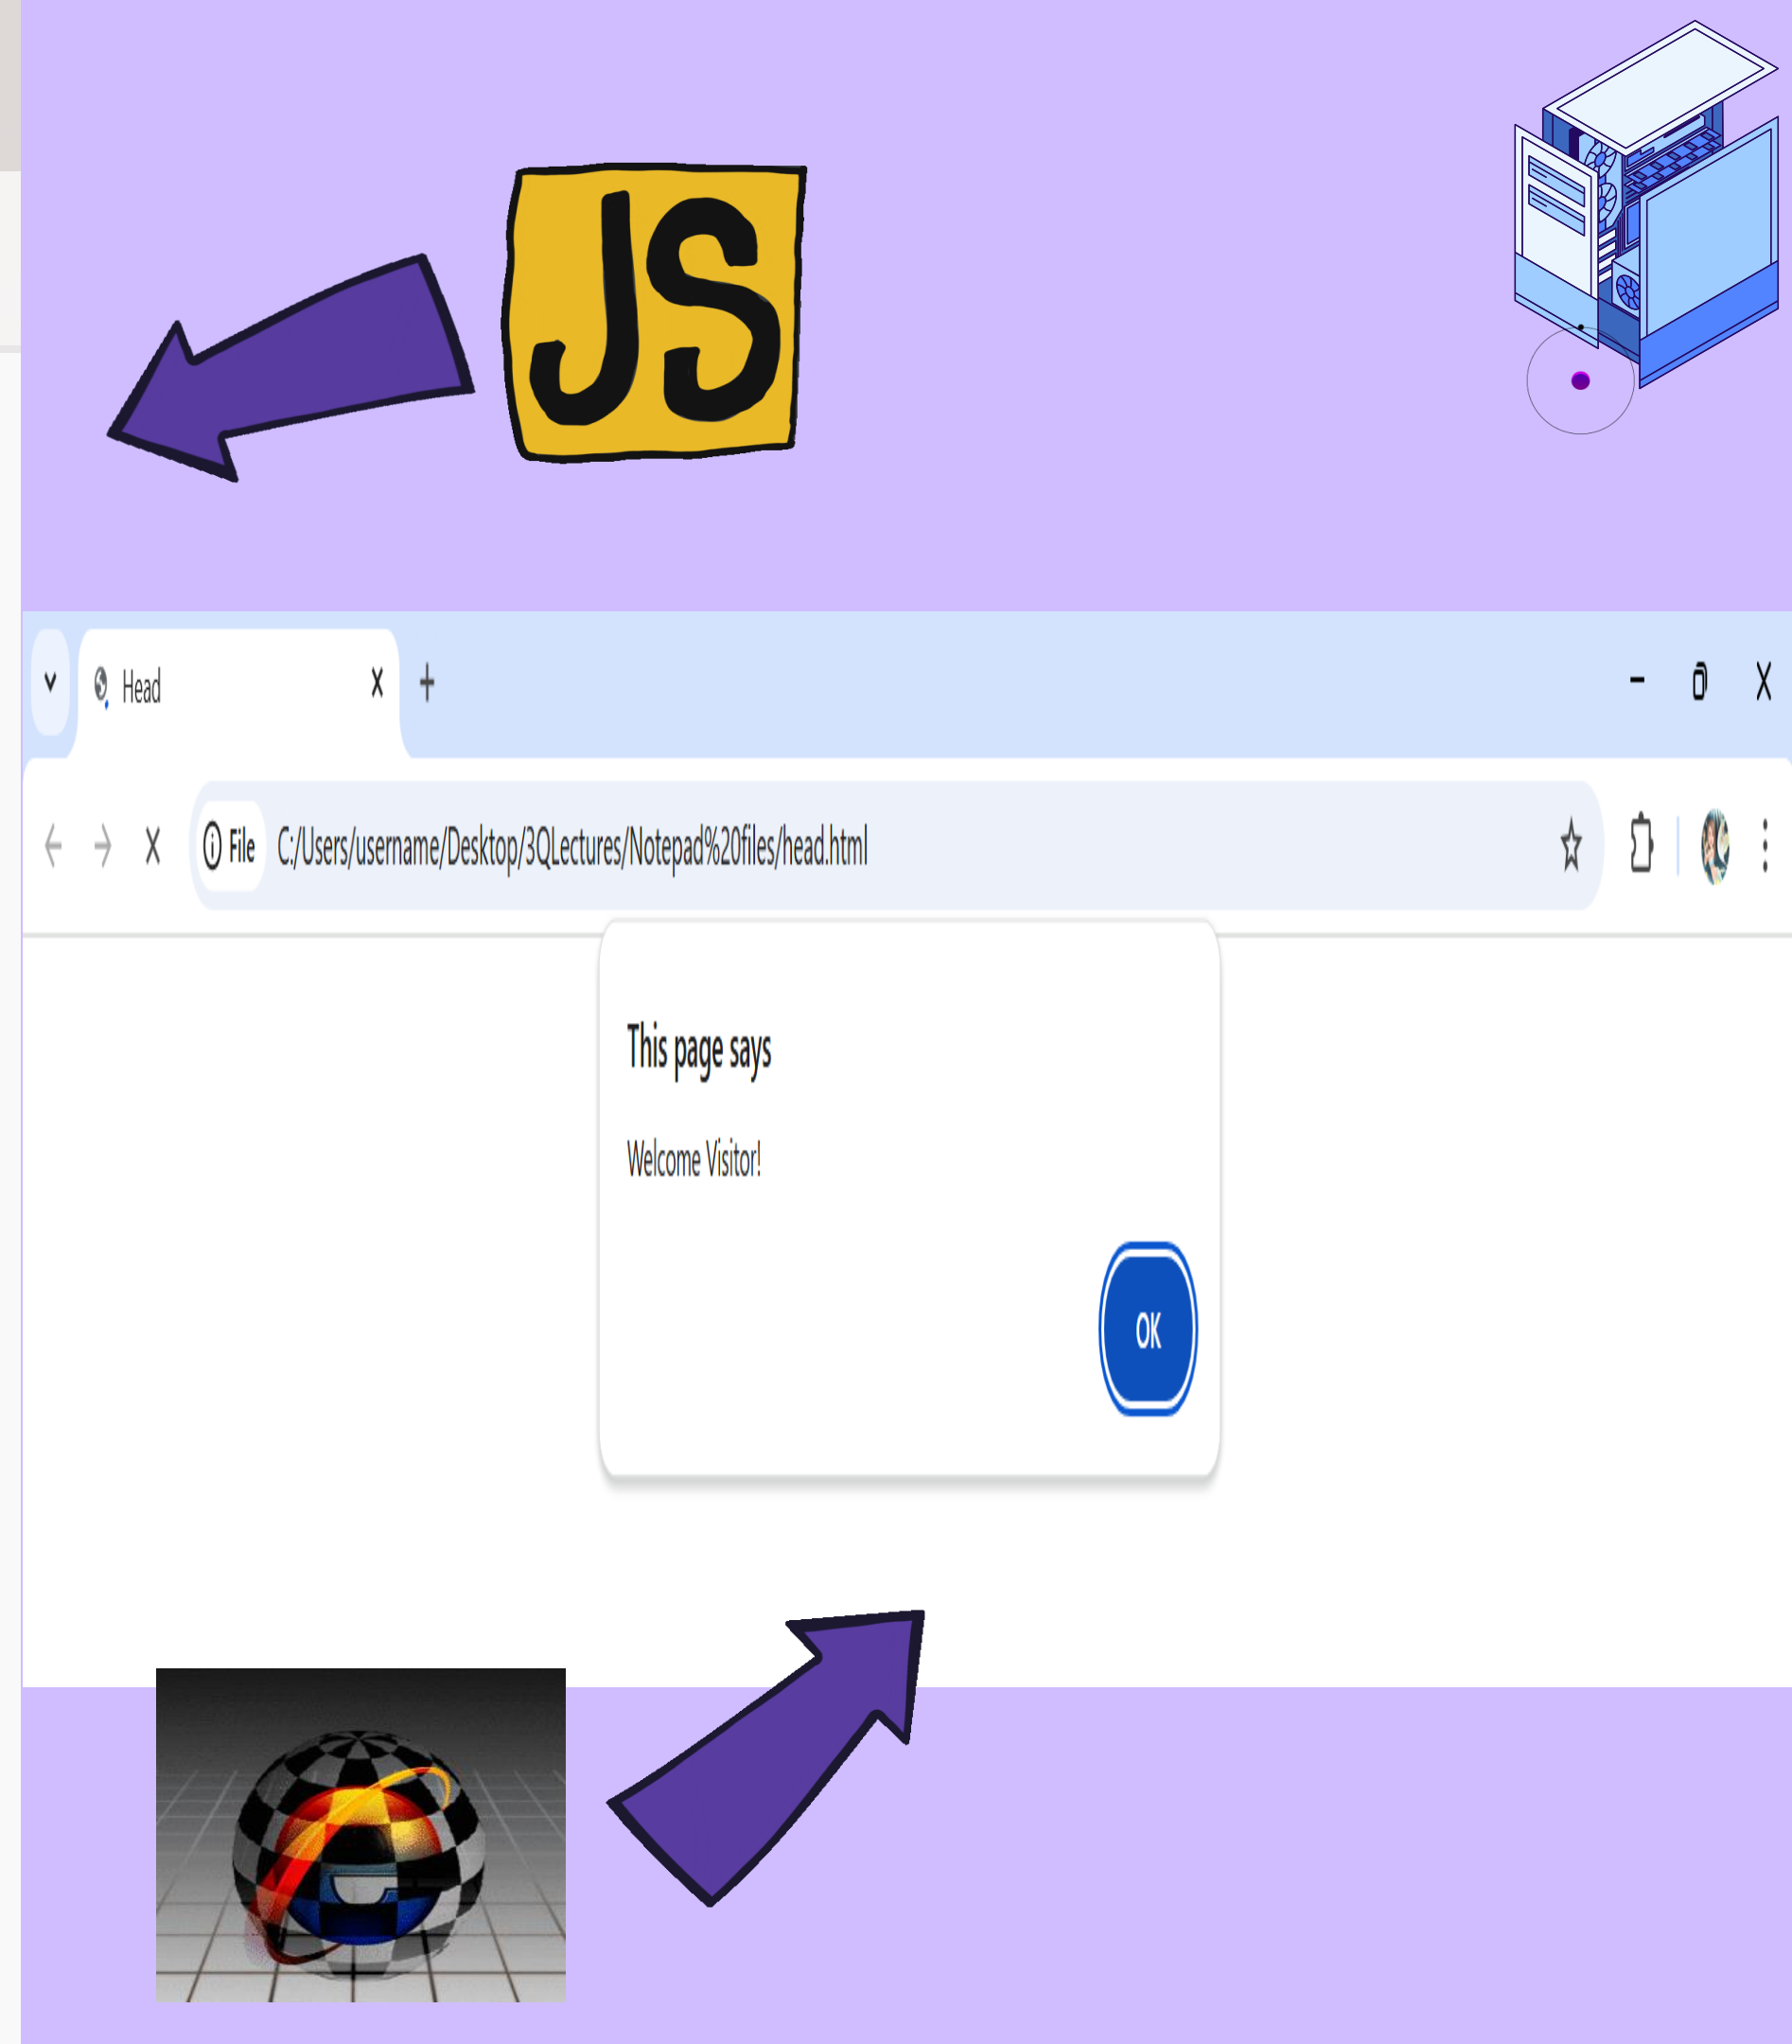 JS
Head
File C:/Users/username/Desktop/3QLectures/Notepad%20files/head.html
This page says
Welcome Visitor!
OK